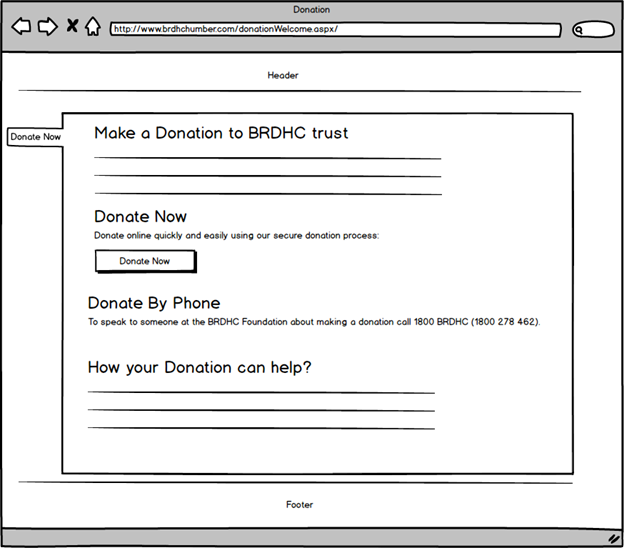 Donation
http://www.brdhchumber.com/donationWelcome.aspx/
Header
Donate Now
Make a Donation to BRDHC trust
Donate Now
Donate online quickly and easily using our secure donation process:
Donate Now
Donate By Phone
To speak to someone at the BRDHC Foundation about making a donation call 1800 BRDHC (1800 278 462).
How your Donation can help?
Footer